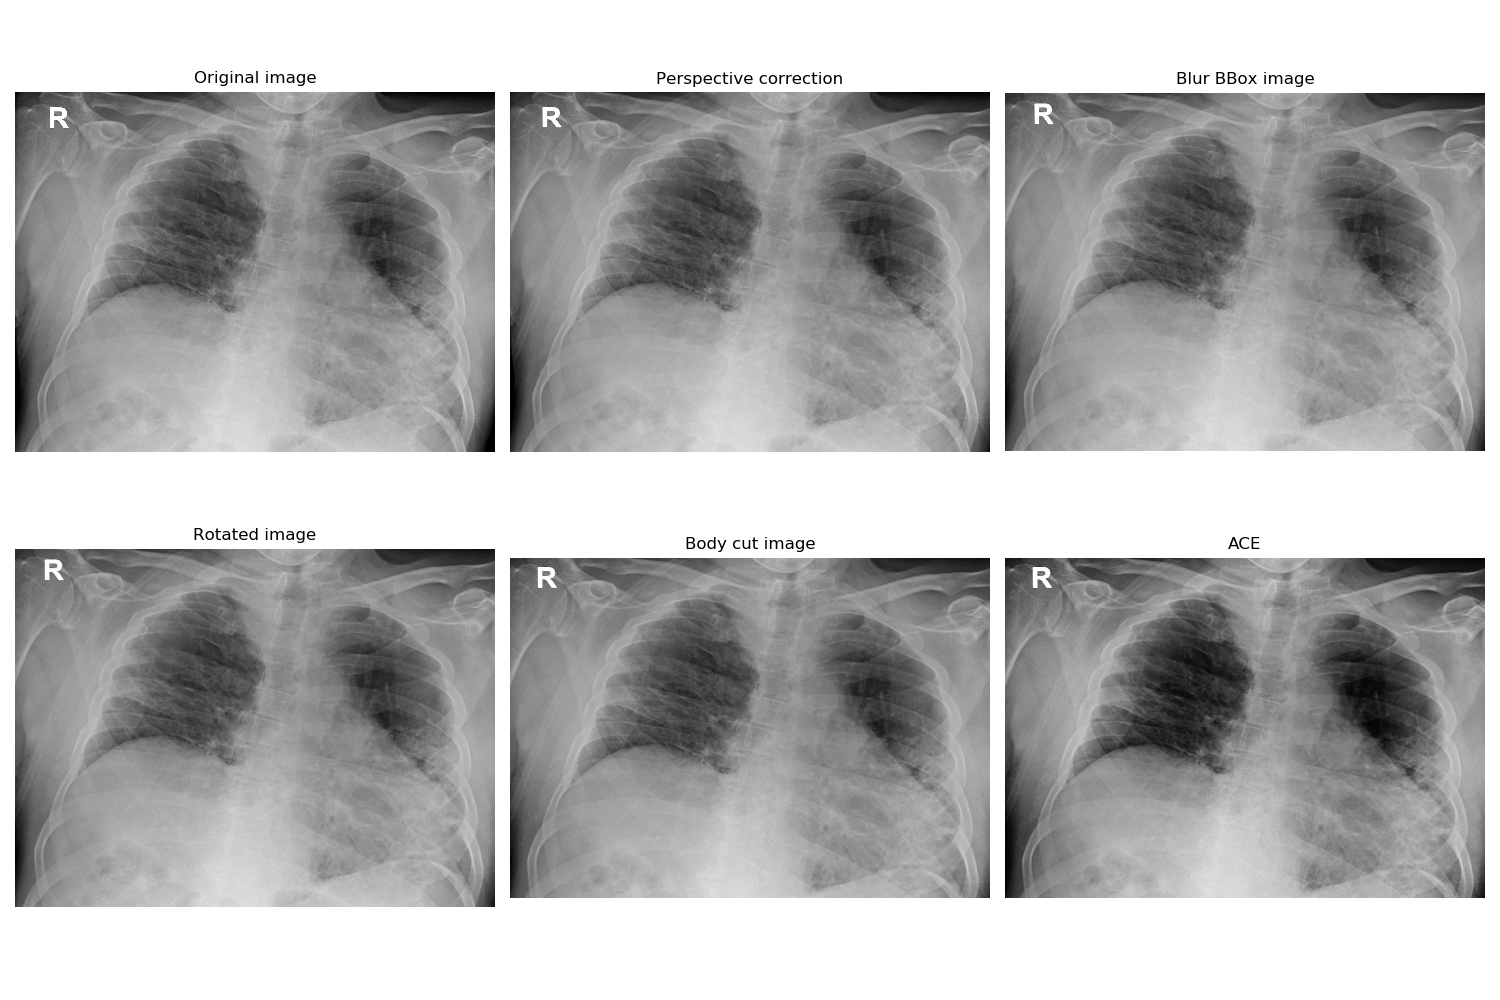 Original image
Perspective correction
Blur BBox image
R
R
R
Rotated image
Body cut image
ACE
R
R
R